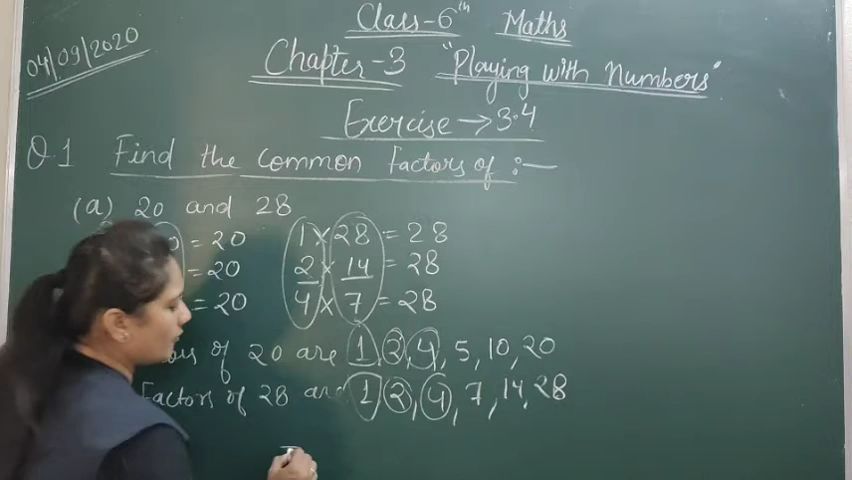 04/09/2020
Class-6th Maths
Chapter-3 "Playing with Numbers"
Exercise → 3.4
Q.1 Find the common Factors of :—
(a) 20 and 28
= 20 1 × 28 = 28
= 20 2 × 14 = 28
= 20 4 × 7 = 28
of 20 are 1, 2, 4, 5, 10, 20
Factors of 28 are 1, 2, 4, 7, 14, 28